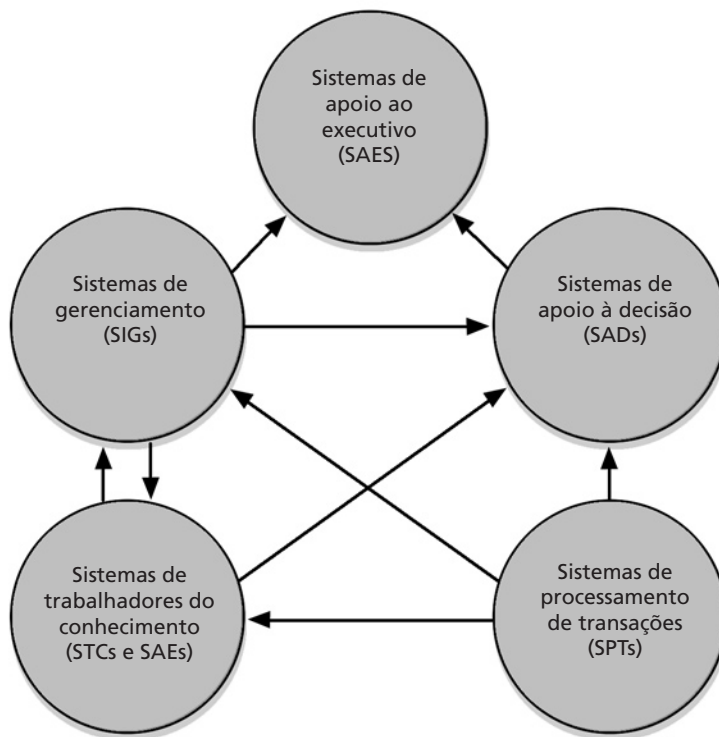 Sistemas de
apoio ao
executivo
(SAES)
Sistemas de
gerenciamento
(SIGs)
Sistemas de
apoio à decisão
(SADs)
Sistemas de
trabalhadores do
conhecimento
(STCs e SAEs)
Sistemas de
processamento
de transações
(SPTs)